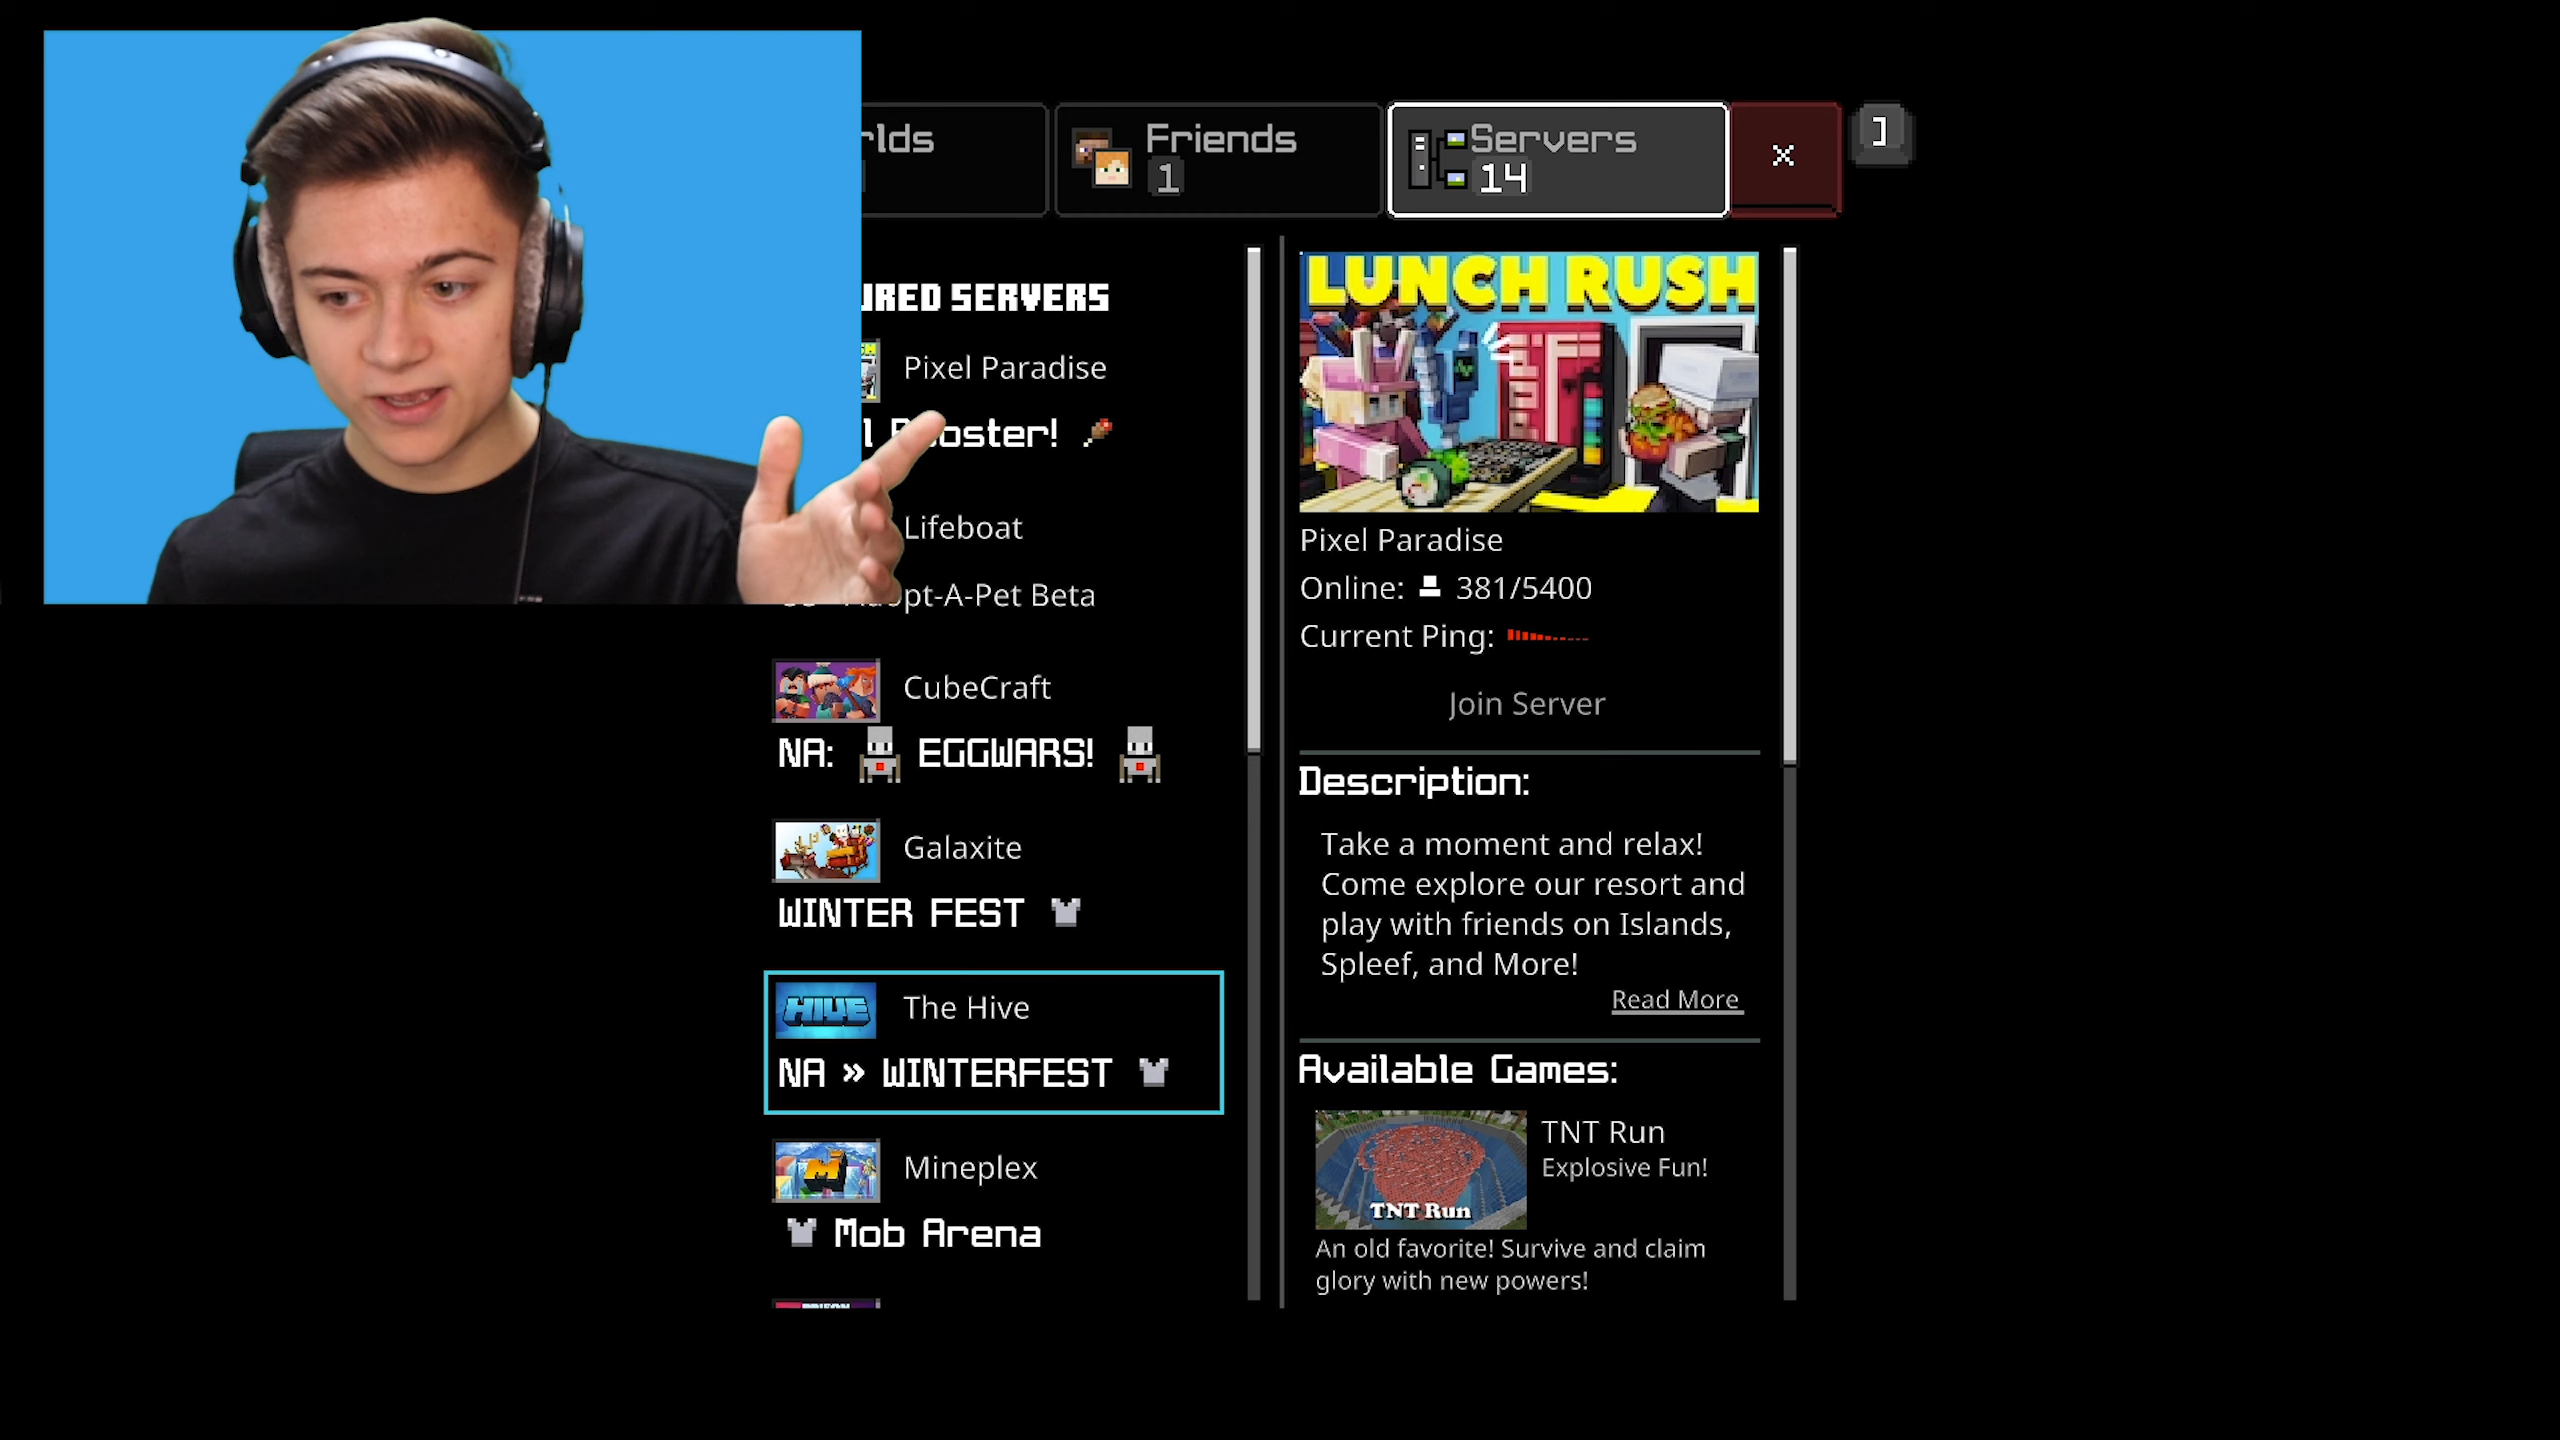 rlds
Friends
1
Servers
14
x
]
URED SERVERS
Pixel Paradise
oster!
Lifeboat
pt-A-Pet Beta
CubeCraft
NA: EGGWARS!
Galaxite
WINTER FEST
HIVE
The Hive
NA » WINTERFEST
Mineplex
Mob Arena
LUNCH RUSH
Pixel Paradise
Online: 381/5400
Current Ping:
Join Server
Description:
Take a moment and relax!
Come explore our resort and
play with friends on Islands,
Spleef, and More!
Read More
Available Games:
TNT Run
TNT Run
Explosive Fun!
An old favorite! Survive and claim
glory with new powers!